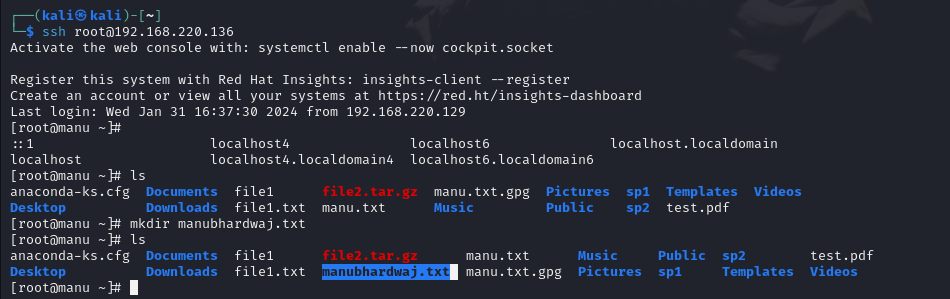 ┌──(kali㉿kali)-[~]
└─$ ssh root@192.168.220.136
Activate the web console with: systemctl enable --now cockpit.socket

Register this system with Red Hat Insights: insights-client --register
Create an account or view all your systems at https://red.ht/insights-dashboard
Last login: Wed Jan 31 16:37:30 2024 from 192.168.220.129
[root@manu ~]#
::1                     localhost4              localhost6              localhost.localdomain
localhost               localhost4.localdomain4 localhost6.localdomain6
[root@manu ~]# ls
anaconda-ks.cfg  Documents  file1      file2.tar.gz  manu.txt.gpg  Pictures  sp1  Templates  Videos
Desktop          Downloads  file1.txt  manu.txt      Music         Public    sp2  test.pdf
[root@manu ~]# mkdir manubhardwaj.txt
[root@manu ~]# ls
anaconda-ks.cfg  Documents  file1      file2.tar.gz      manu.txt      Music     Public  sp2        test.pdf
Desktop          Downloads  file1.txt  manubhardwaj.txt  manu.txt.gpg  Pictures  sp1     Templates  Videos
[root@manu ~]#